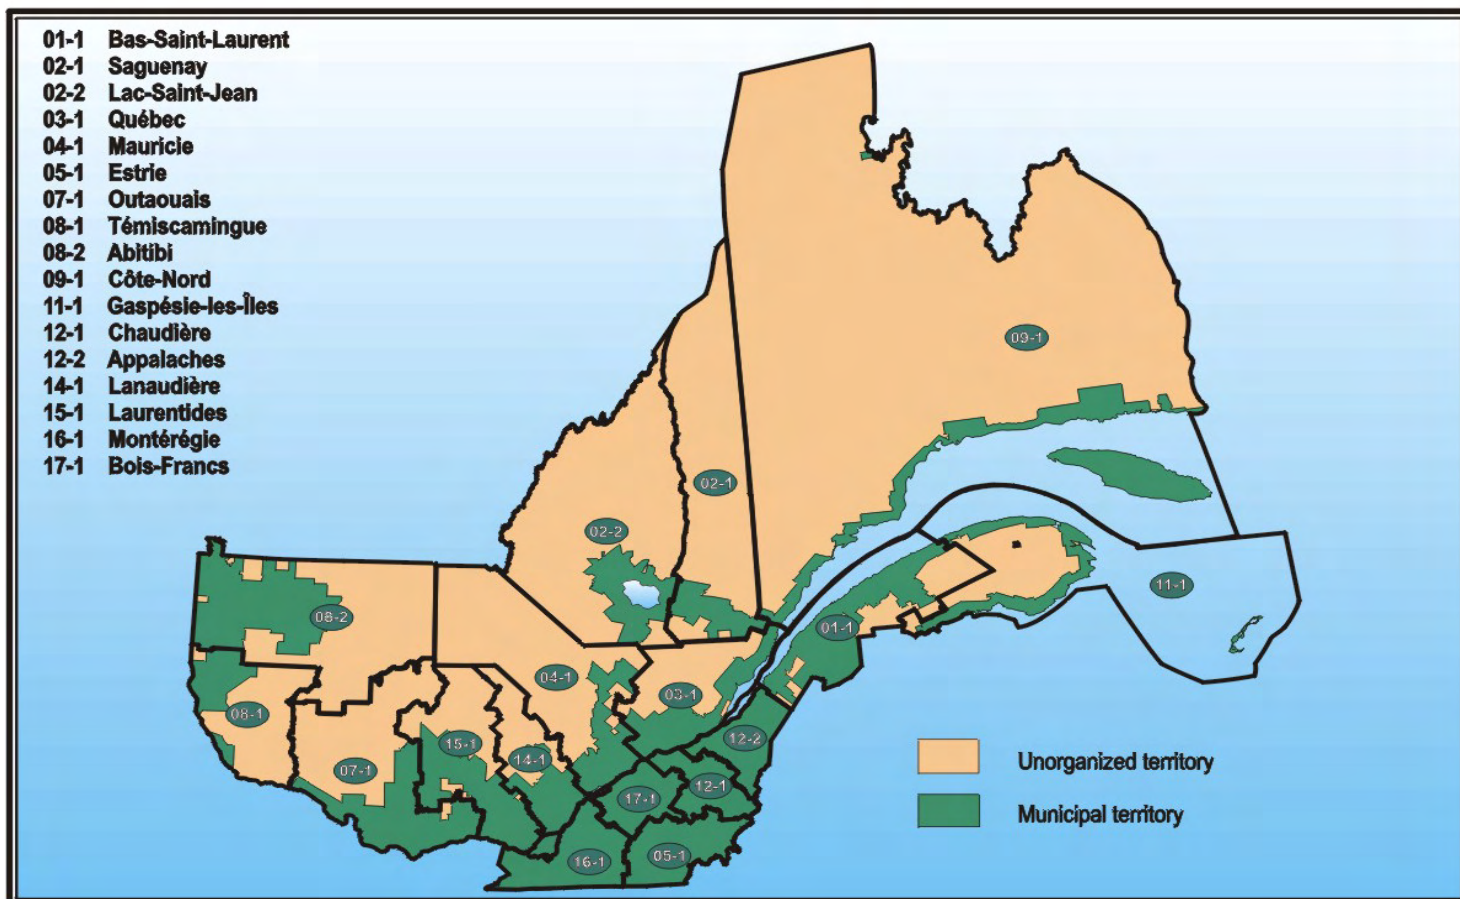 01-1 Bas-Saint-Laurent
02-1 Saguenay
02-2 Lac-Saint-Jean
03-1 Québec
04-1 Mauricie
05-1 Estrie
07-1 Outaouais
08-1 Témiscamingue
08-2 Abitibi
09-1 Côte-Nord
11-1 Gaspésie-les-Îles
12-1 Chaudière
12-2 Appalaches
14-1 Lanaudière
15-1 Laurentides
16-1 Montérégie
17-1 Bois-Francs
09-1
02-1
02-2
11-1
08-2
01-1
04-1
03-1
08-1
15-1
12-2
14-1
07-1
12-1
17-1
16-1
05-1
Unorganized territory
Municipal territory